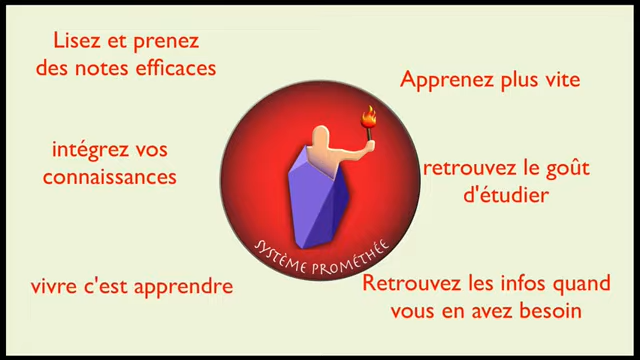 Lisez et prenez
des notes efficaces
Apprenez plus vite
intégrez vos
connaissances
retrouvez le goût
d'étudier
SYSTÈME PROMÉTHÉE
vivre c'est apprendre
Retrouvez les infos quand
vous en avez besoin